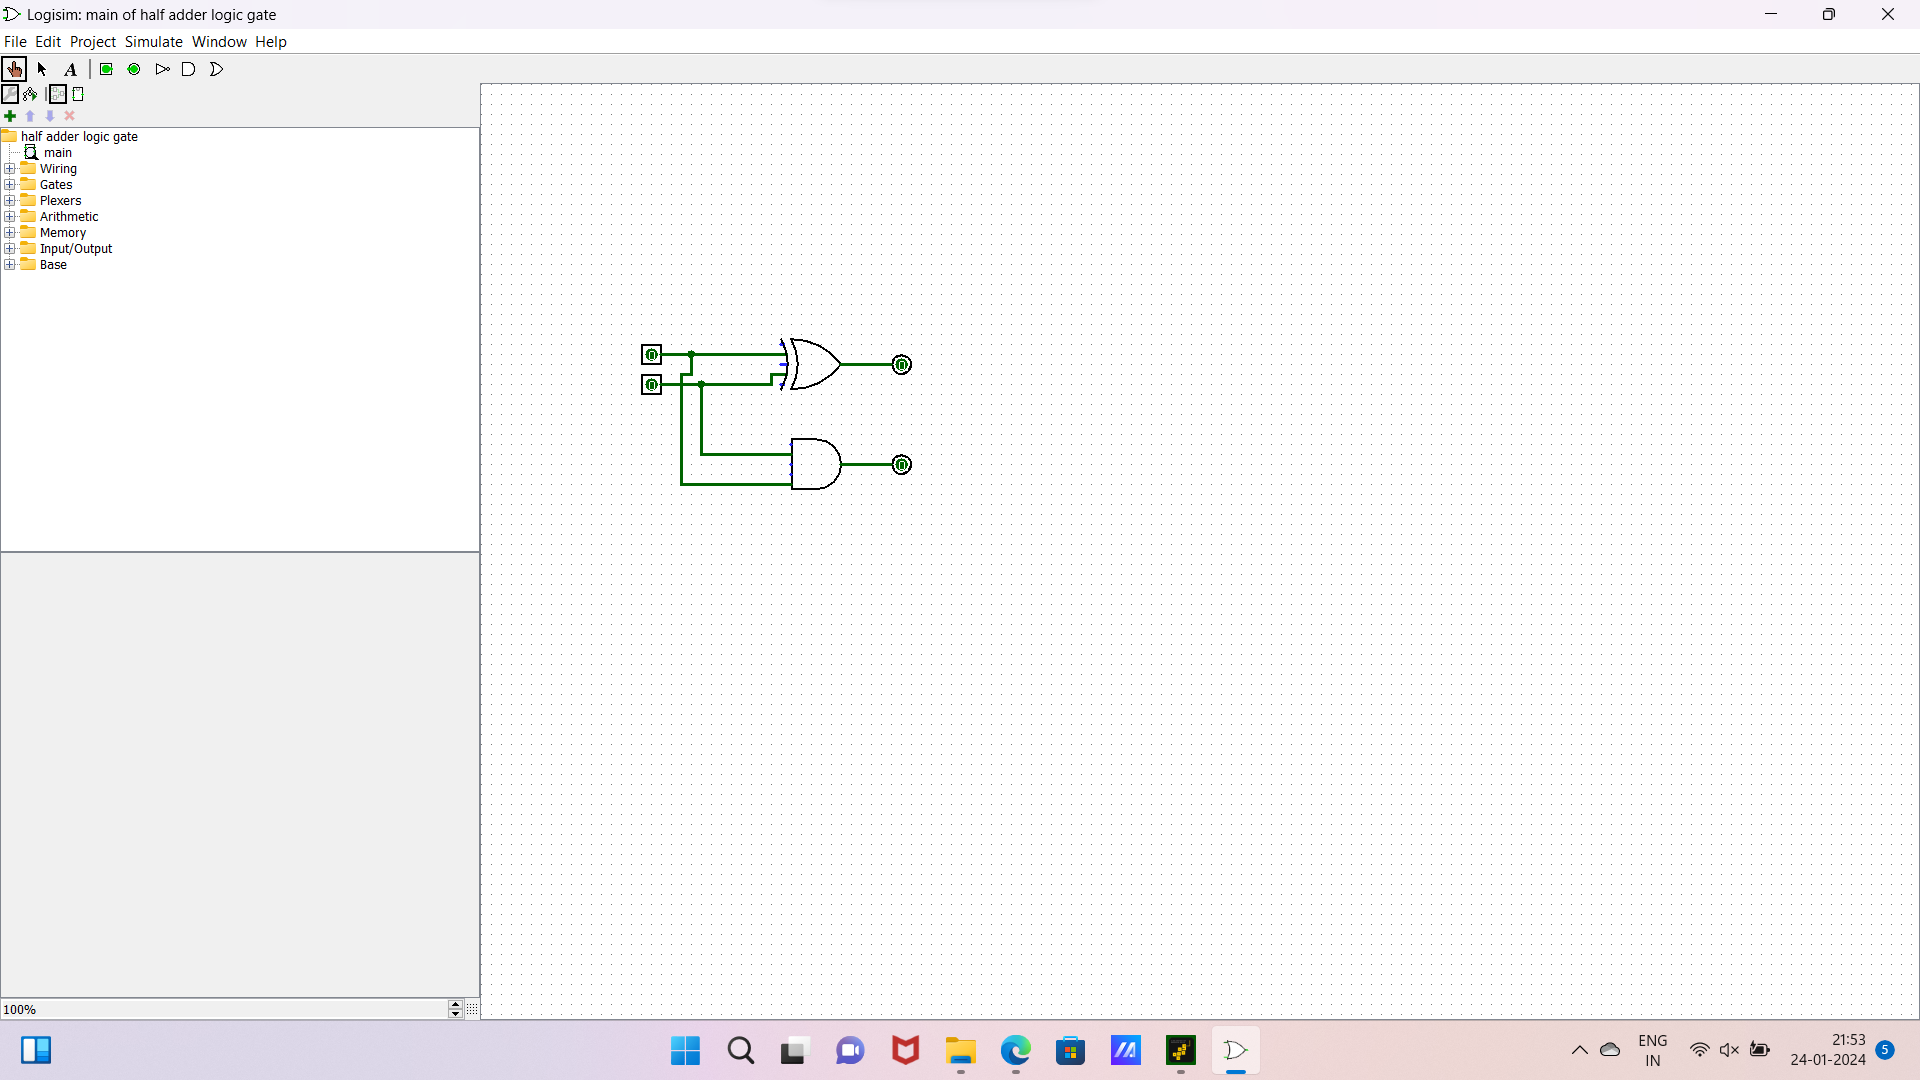 Logisim: main of half adder logic gate
File Edit Project Simulate Window Help
A
half adder logic gate
main
Wiring
Gates
Plexers
Arithmetic
Memory
Input/Output
Base
0
0
0
0
100%
ENG
IN
21:53
24-01-2024
5